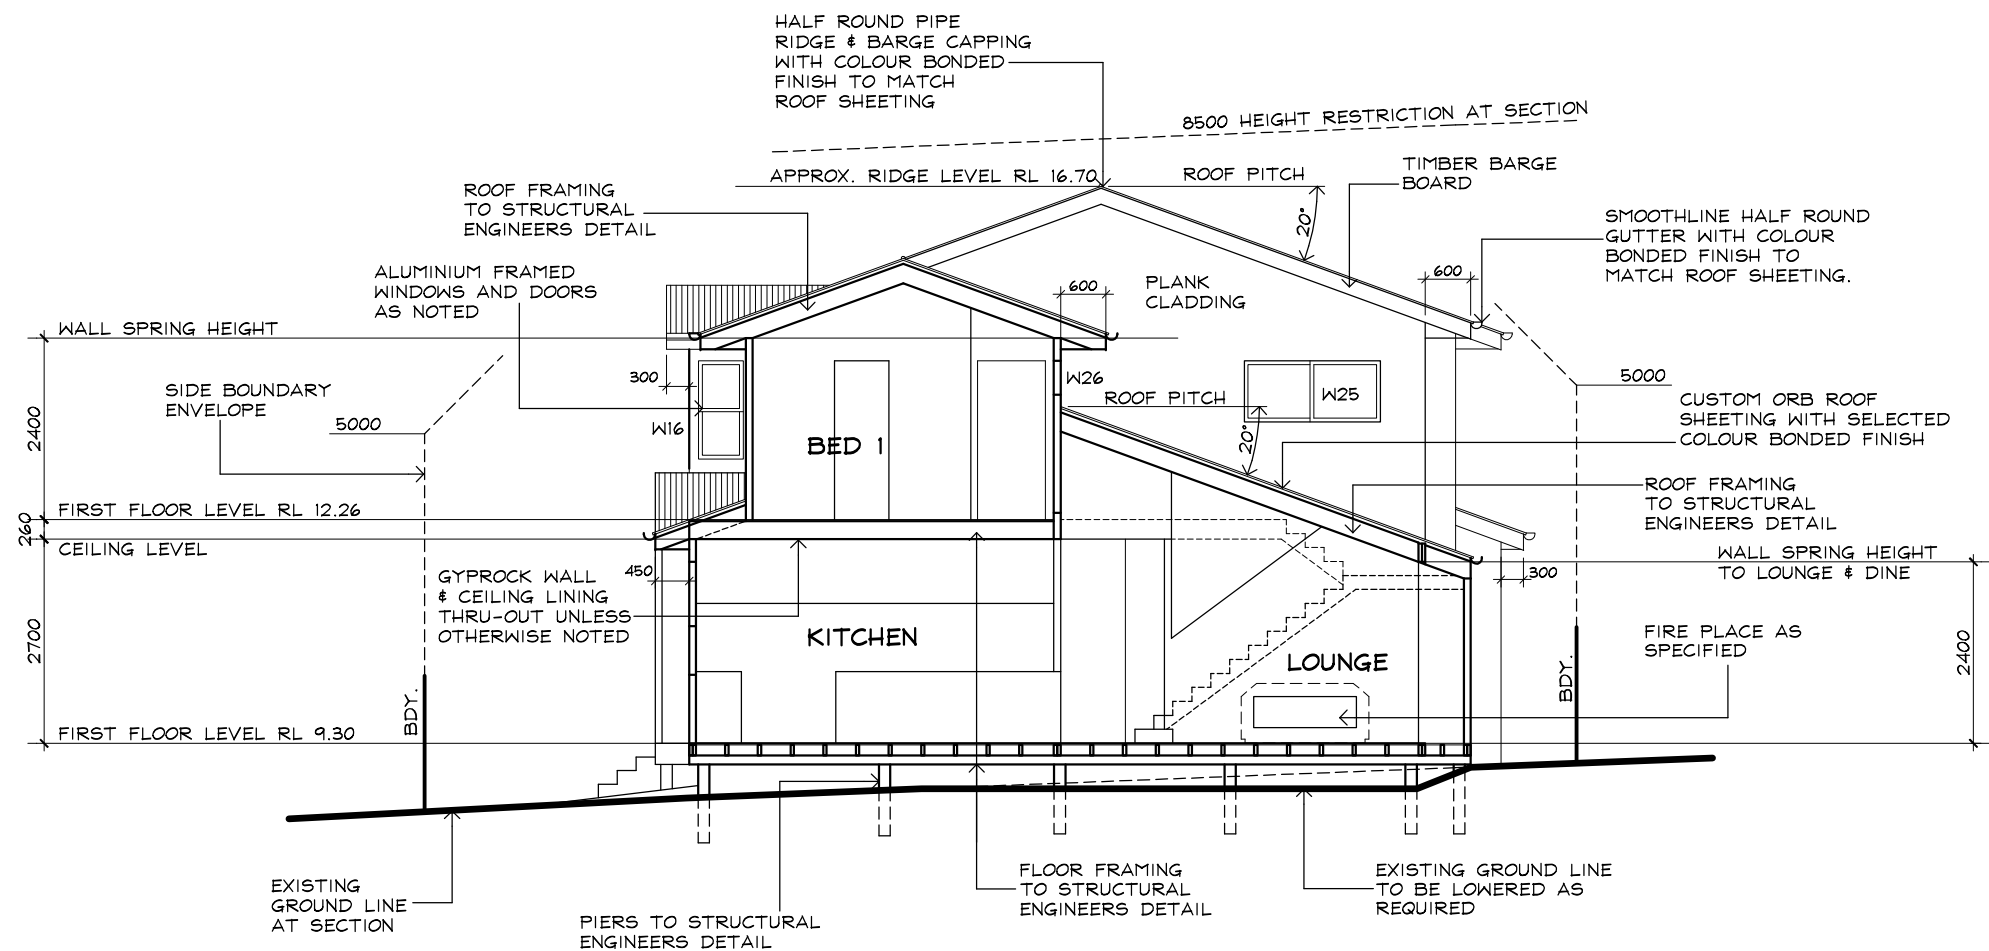 HALF ROUND PIPE
RIDGE & BARGE CAPPING
WITH COLOUR BONDED
FINISH TO MATCH
ROOF SHEETING
8500 HEIGHT RESTRICTION AT SECTION
APPROX. RIDGE LEVEL RL 16.70
ROOF PITCH
20°
TIMBER BARGE
BOARD
ROOF FRAMING
TO STRUCTURAL
ENGINEERS DETAIL
SMOOTHLINE HALF ROUND
GUTTER WITH COLOUR
BONDED FINISH TO
MATCH ROOF SHEETING.
ALUMINIUM FRAMED
WINDOWS AND DOORS
AS NOTED
600
PLANK
CLADDING
600
WALL SPRING HEIGHT
300
W26
W25
5000
SIDE BOUNDARY
ENVELOPE
5000
2400
W16
BED 1
ROOF PITCH
20°
CUSTOM ORB ROOF
SHEETING WITH SELECTED
COLOUR BONDED FINISH
ROOF FRAMING
TO STRUCTURAL
ENGINEERS DETAIL
FIRST FLOOR LEVEL RL 12.26
260
CEILING LEVEL
450
GYPROCK WALL
& CEILING LINING
THRU-OUT UNLESS
OTHERWISE NOTED
WALL SPRING HEIGHT
TO LOUNGE & DINE
300
2700
KITCHEN
LOUNGE
FIRE PLACE AS
SPECIFIED
2400
BDY.
BDY.
FIRST FLOOR LEVEL RL 9.30
EXISTING
GROUND LINE
AT SECTION
PIERS TO STRUCTURAL
ENGINEERS DETAIL
FLOOR FRAMING
TO STRUCTURAL
ENGINEERS DETAIL
EXISTING GROUND LINE
TO BE LOWERED AS
REQUIRED